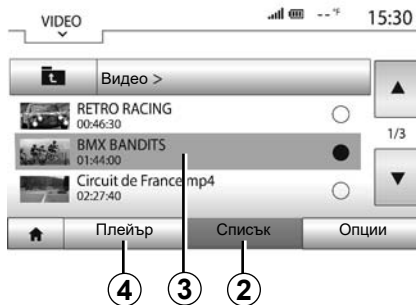 VIDEO --°F 15:30
Видео >
RETRO RACING
00:46:30
BMX BANDITS
01:44:00
Circuit de France.mp4
02:27:40
1/3
Плейър Списък Опции
4 3 2